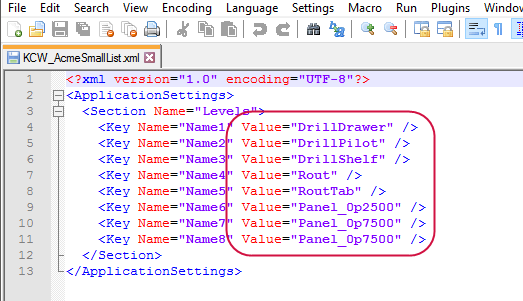 File Search View Encoding Language Settings Macro Run Plugins Window
KCW_AcmeSmallList.xml
1 <?xml version="1.0" encoding="UTF-8"?>
2 <ApplicationSettings>
3 <Section Name="Levels">
4 <Key Name="Name1" Value="DrillDrawer" />
5 <Key Name="Name2" Value="DrillPilot" />
6 <Key Name="Name3" Value="DrillShelf" />
7 <Key Name="Name4" Value="Rout" />
8 <Key Name="Name5" Value="RoutTab" />
9 <Key Name="Name6" Value="Panel_0p2500" />
10 <Key Name="Name7" Value="Panel_0p7500" />
11 <Key Name="Name8" Value="Panel_0p7500" />
12 </Section>
13 </ApplicationSettings>